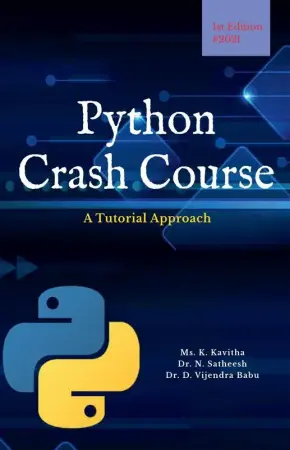 1st Edition
#2021
Python
Crash Course
A Tutorial Approach
Ms. K. Kavitha
Dr. N. Satheesh
Dr. D. Vijendra Babu